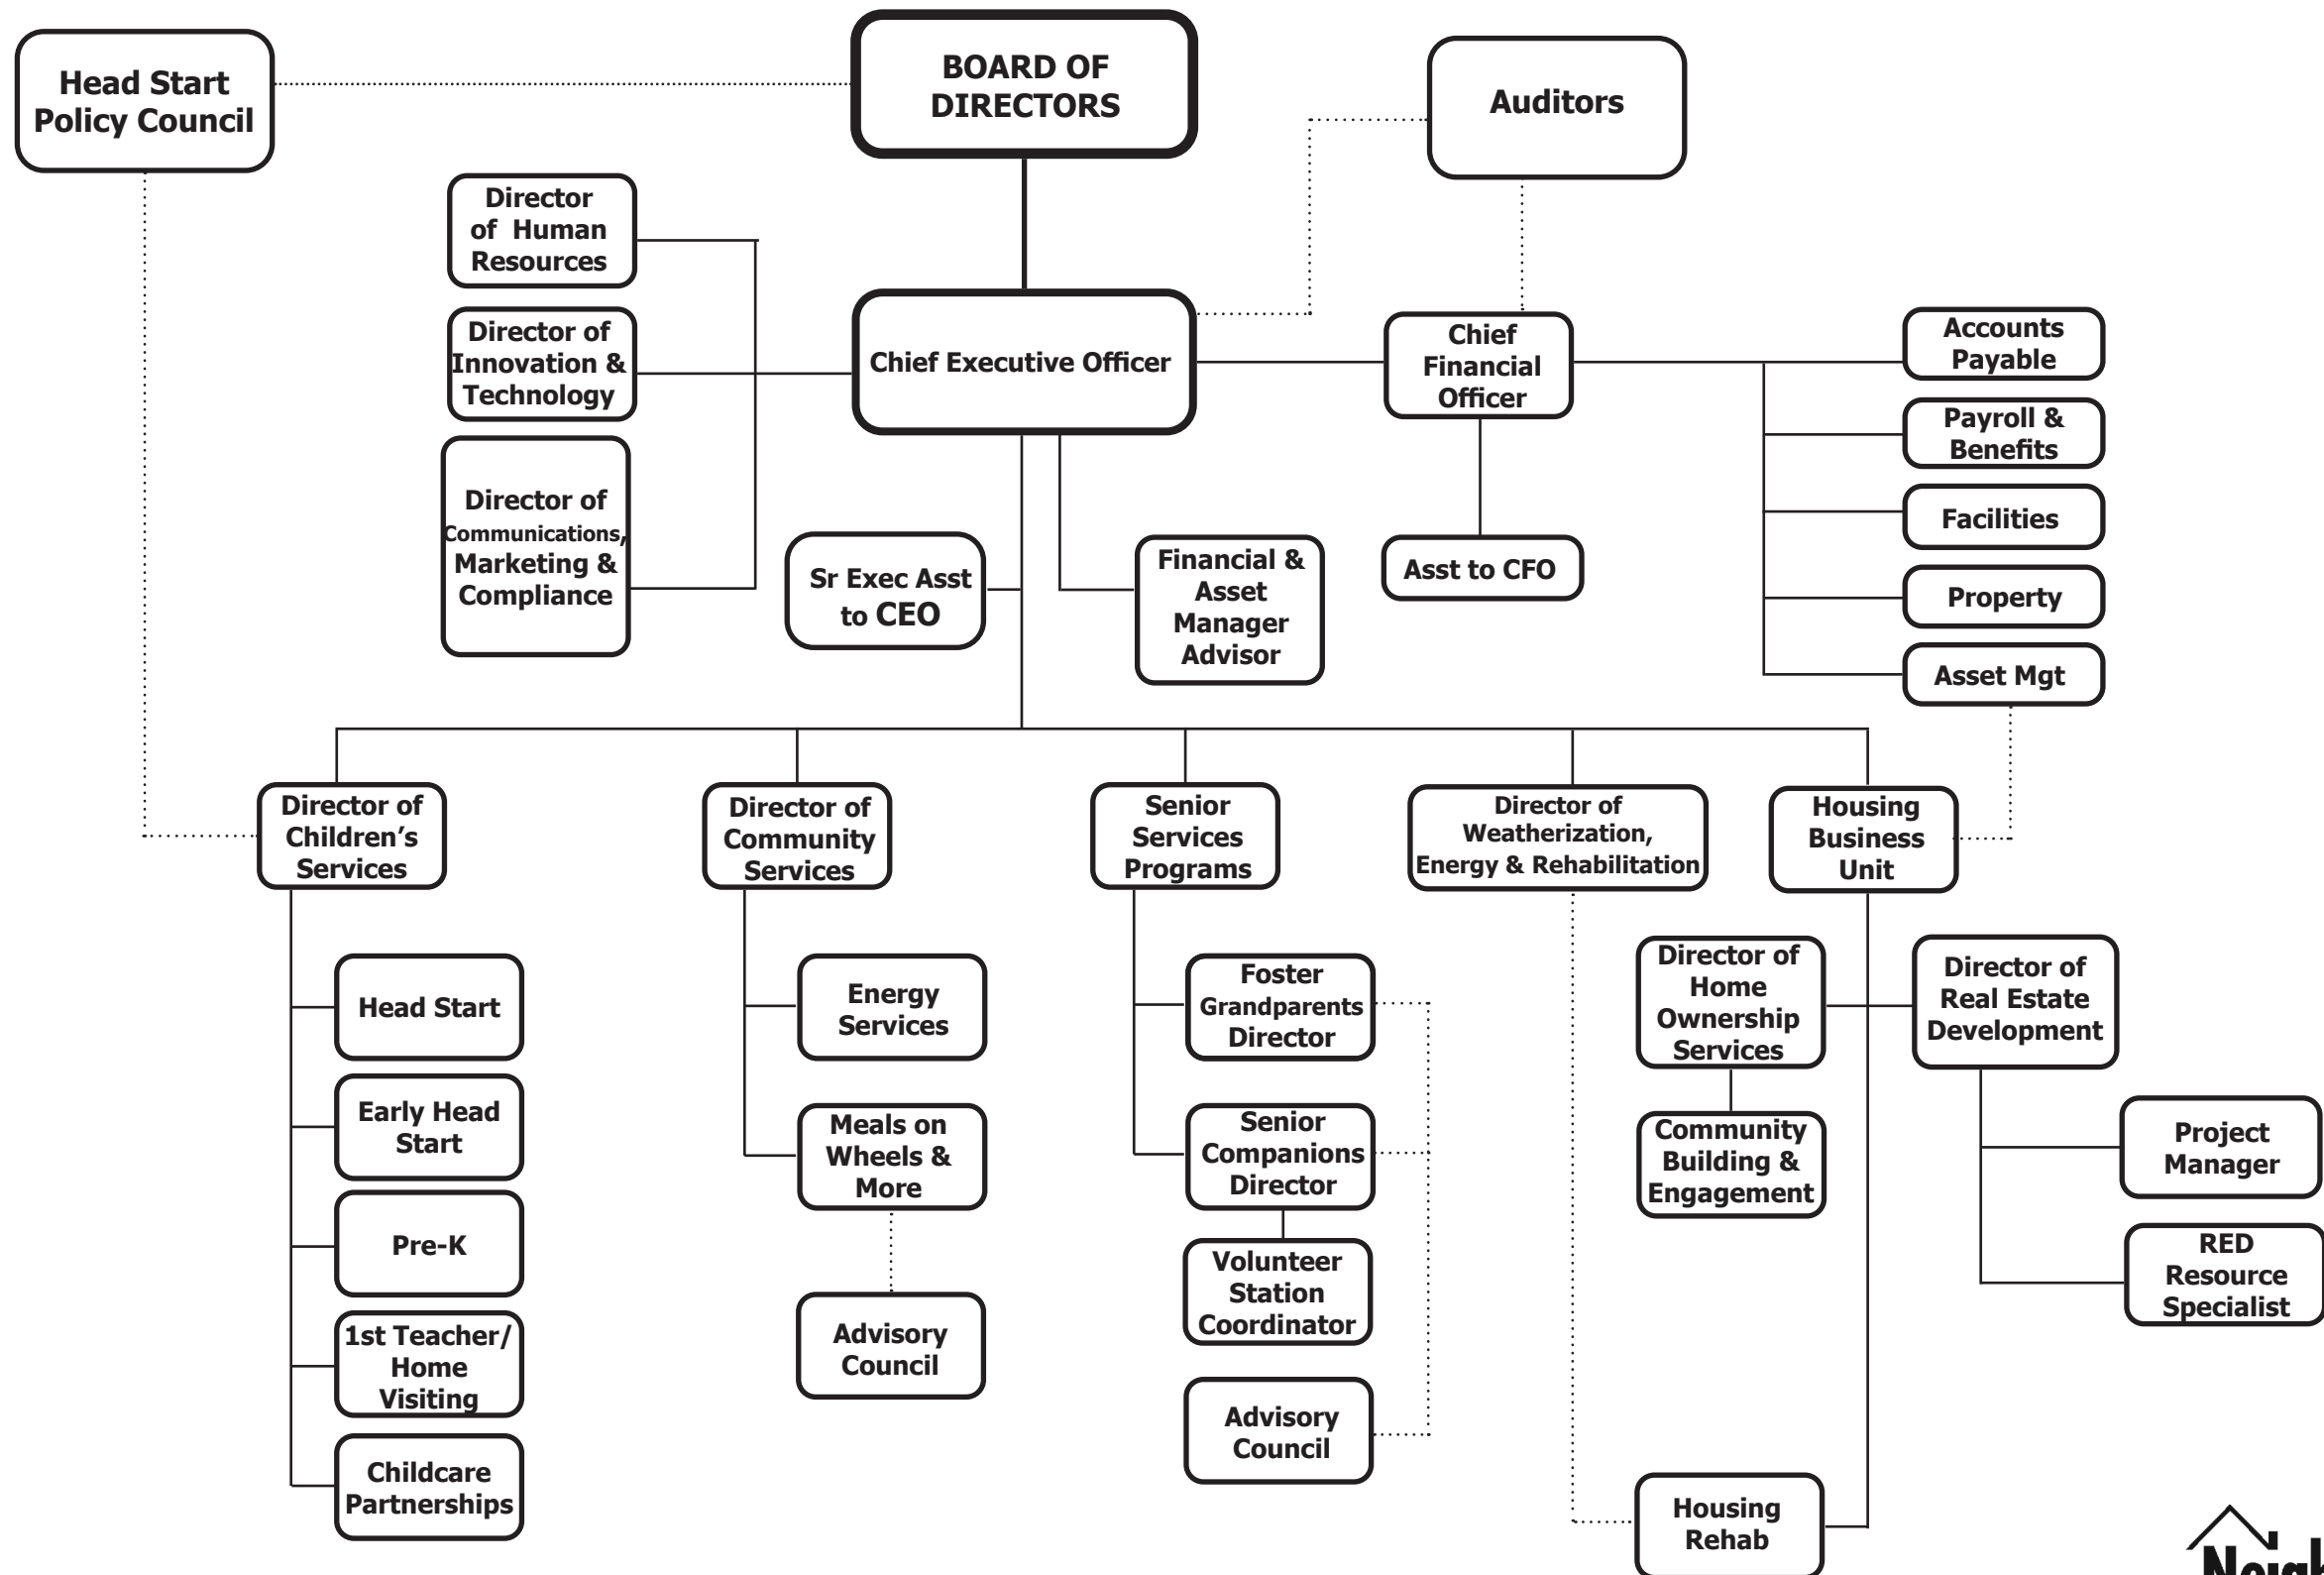 Head Start
Policy Council
BOARD OF
DIRECTORS
Auditors
Director
of Human
Resources
Director of
Innovation &
Technology
Director of
Communications,
Marketing &
Compliance
Chief Executive Officer
Chief
Financial
Officer
Accounts
Payable
Payroll &
Benefits
Facilities
Property
Asset Mgt
Sr Exec Asst
to CEO
Financial &
Asset
Manager
Advisor
Asst to CFO
Director of
Children’s
Services
Director of
Community
Services
Senior
Services
Programs
Director of
Weatherization,
Energy & Rehabilitation
Housing
Business
Unit
Head Start
Early Head
Start
Pre-K
1st Teacher/
Home
Visiting
Childcare
Partnerships
Energy
Services
Meals on
Wheels &
More
Advisory
Council
Foster
Grandparents
Director
Senior
Companions
Director
Volunteer
Station
Coordinator
Advisory
Council
Director of
Home
Ownership
Services
Community
Building &
Engagement
Director of
Real Estate
Development
Project
Manager
RED
Resource
Specialist
Housing
Rehab